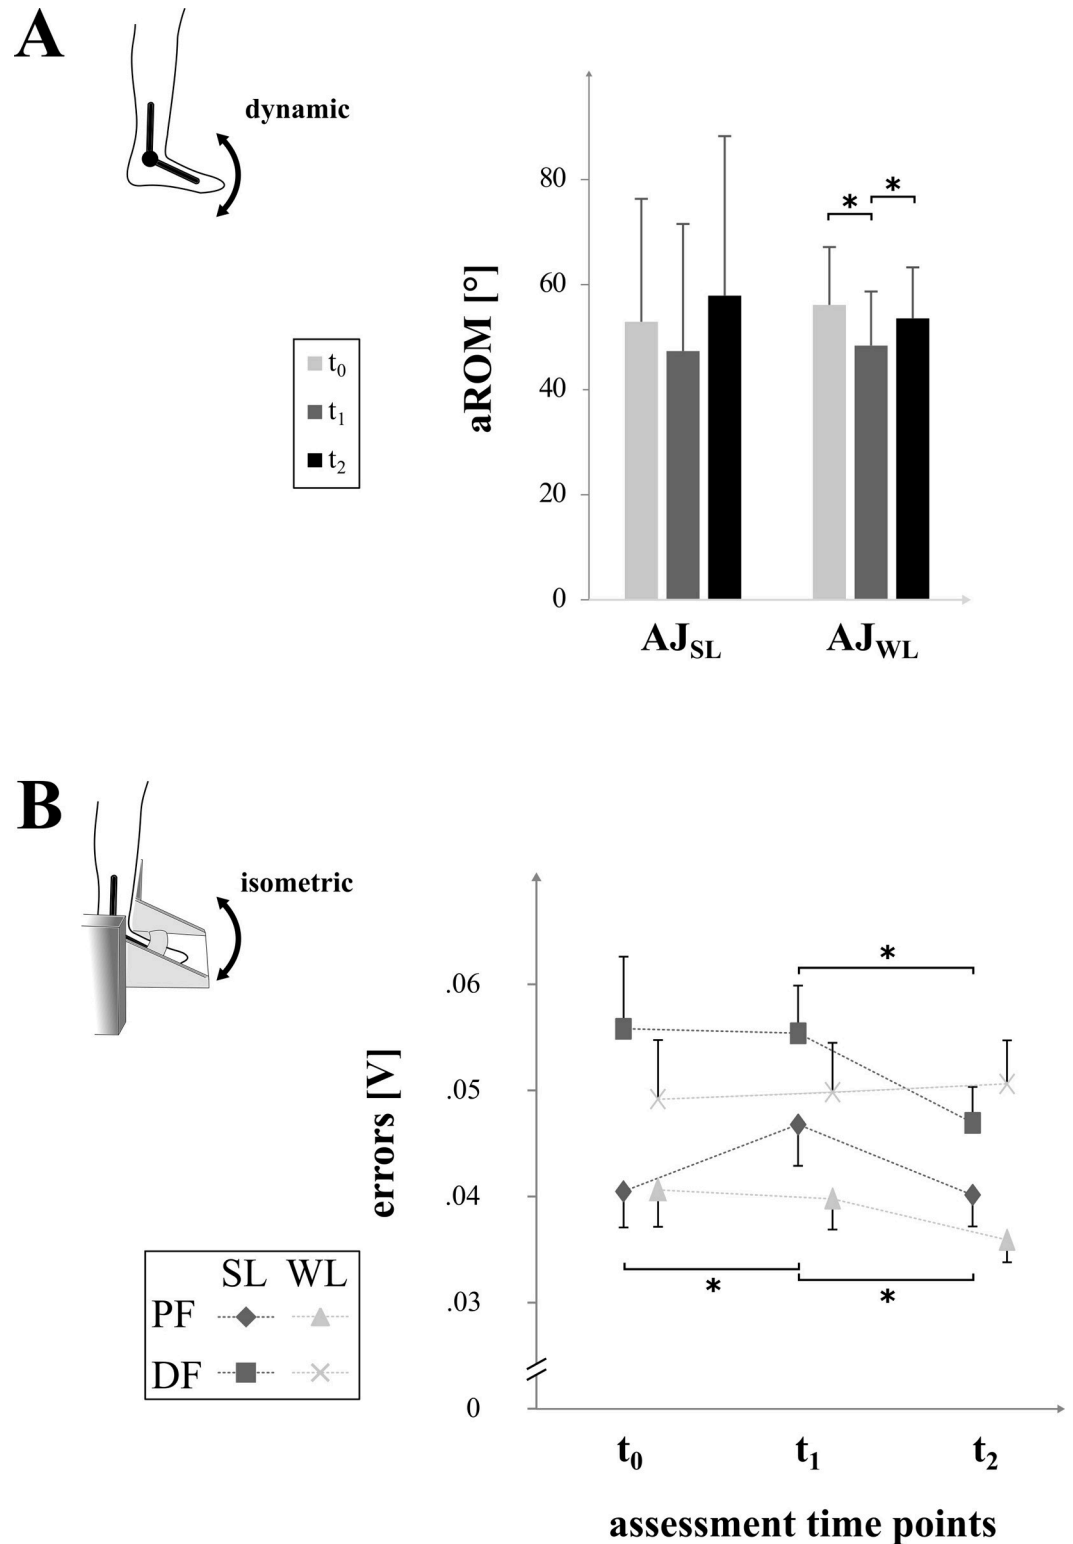 A
dynamic
t0
t1
t2
aROM [°]
80
60
40
20
0
* *
AJSL AJWL
B
isometric
errors [V]
.06
.05
.04
.03
0
*
* *
SL WL
PF
DF
t0 t1 t2
assessment time points